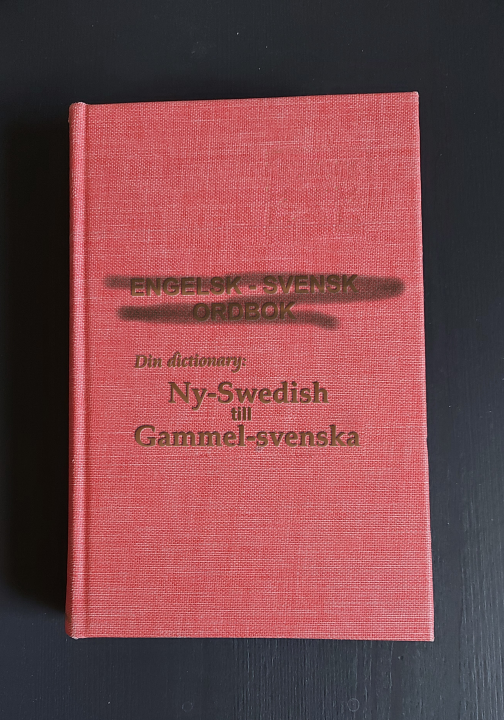 ENGELSK - SVENSK
ORDBOK
Din dictionary:
Ny-Swedish
till
Gammel-svenska